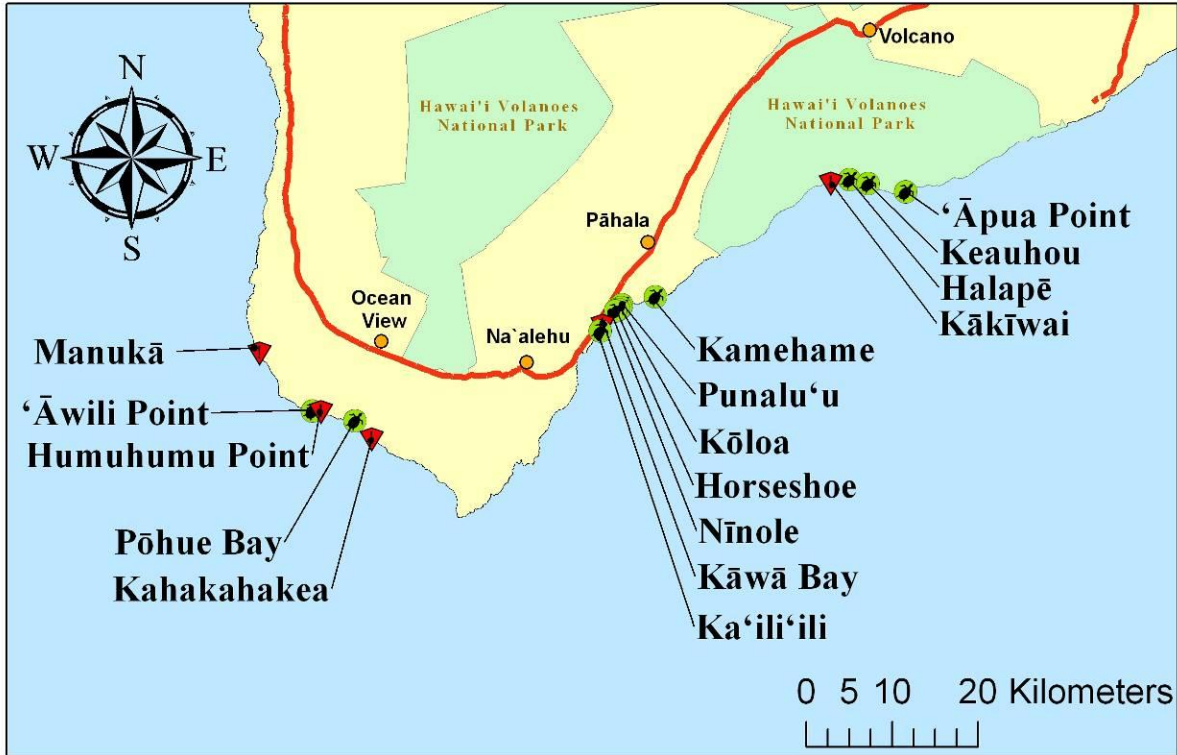 Volcano
N
W E
S
Hawai'i Volanoes
National Park
Hawai'i Volanoes
National Park
Pāhala
Ocean
View
Na`alehu
ʻĀpua Point
Keauhou
Halapē
Kākīwai
Manukā
ʻĀwili Point
Humuhumu Point
Pōhue Bay
Kahakahakea
Kamehame
Punaluʻu
Kōloa
Horseshoe
Nīnole
Kāwā Bay
Kaʻiliʻili
0 5 10 20 Kilometers